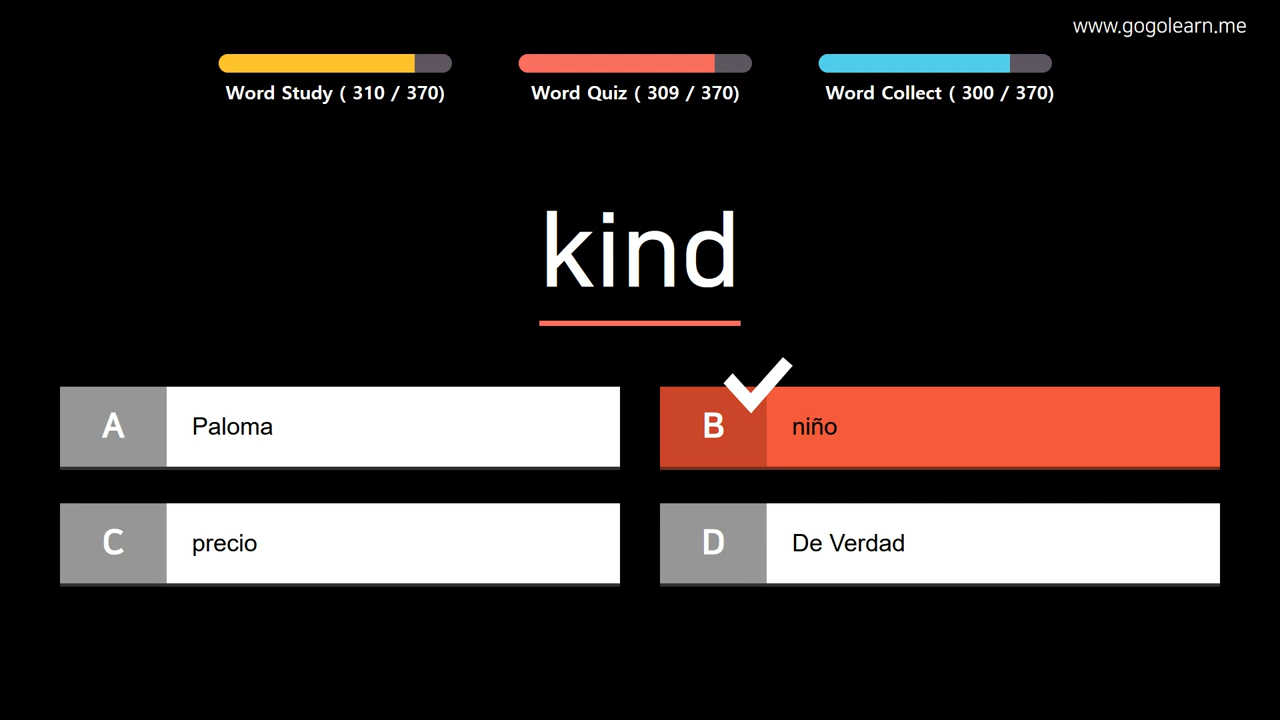 www.gogolearn.me
Word Study ( 310 / 370)
Word Quiz ( 309 / 370)
Word Collect ( 300 / 370)
kind
A
Paloma
B
niño
C
precio
D
De Verdad